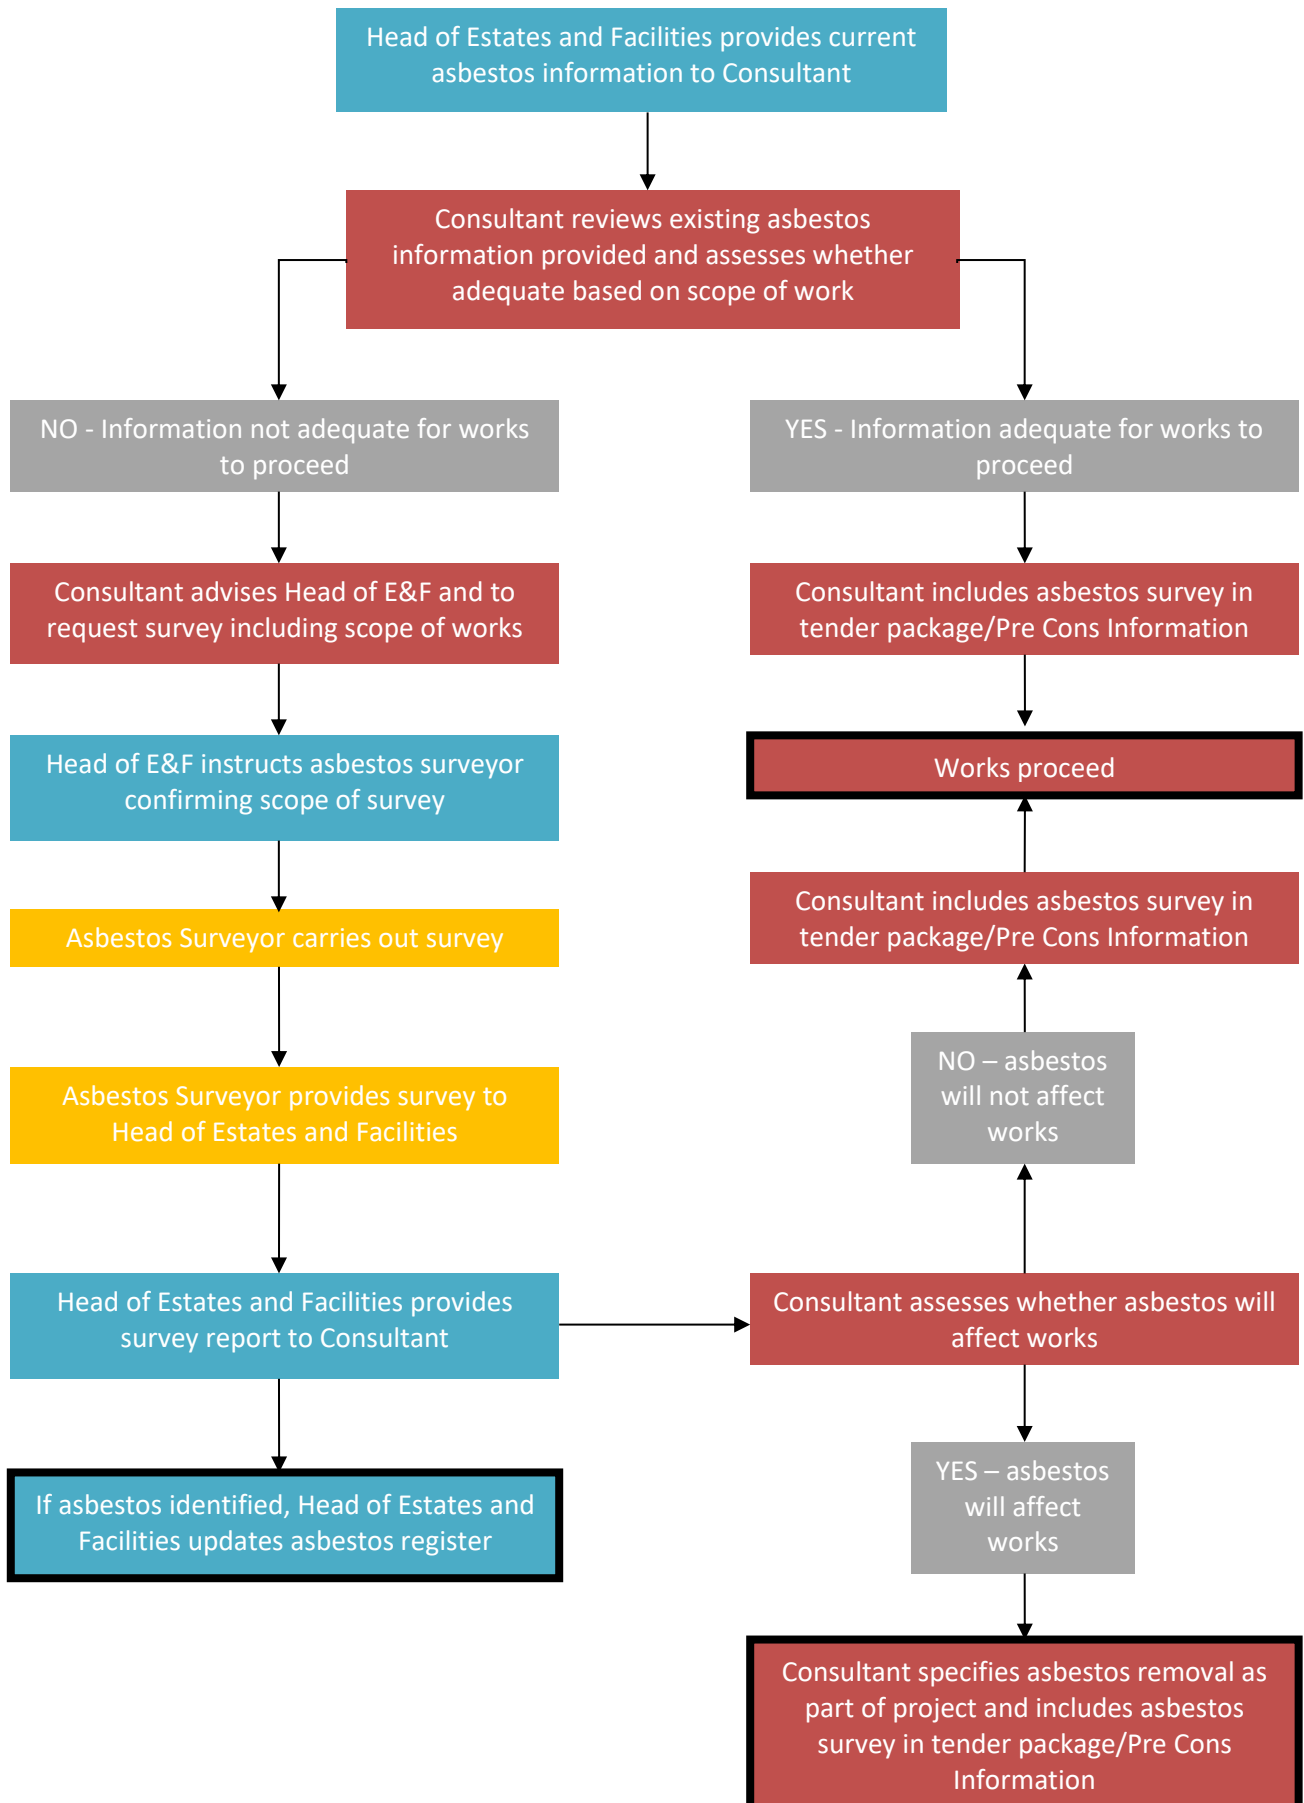 Head of Estates and Facilities provides current
asbestos information to Consultant
Consultant reviews existing asbestos
information provided and assesses whether
adequate based on scope of work
NO - Information not adequate for works
to proceed
YES - Information adequate for works to
proceed
Consultant advises Head of E&F and to
request survey including scope of works
Consultant includes asbestos survey in
tender package/Pre Cons Information
Head of E&F instructs asbestos surveyor
confirming scope of survey
Works proceed
Asbestos Surveyor carries out survey
Consultant includes asbestos survey in
tender package/Pre Cons Information
Asbestos Surveyor provides survey to
Head of Estates and Facilities
NO – asbestos
will not affect
works
Head of Estates and Facilities provides
survey report to Consultant
Consultant assesses whether asbestos will
affect works
If asbestos identified, Head of Estates and
Facilities updates asbestos register
YES – asbestos
will affect
works
Consultant specifies asbestos removal as
part of project and includes asbestos
survey in tender package/Pre Cons
Information